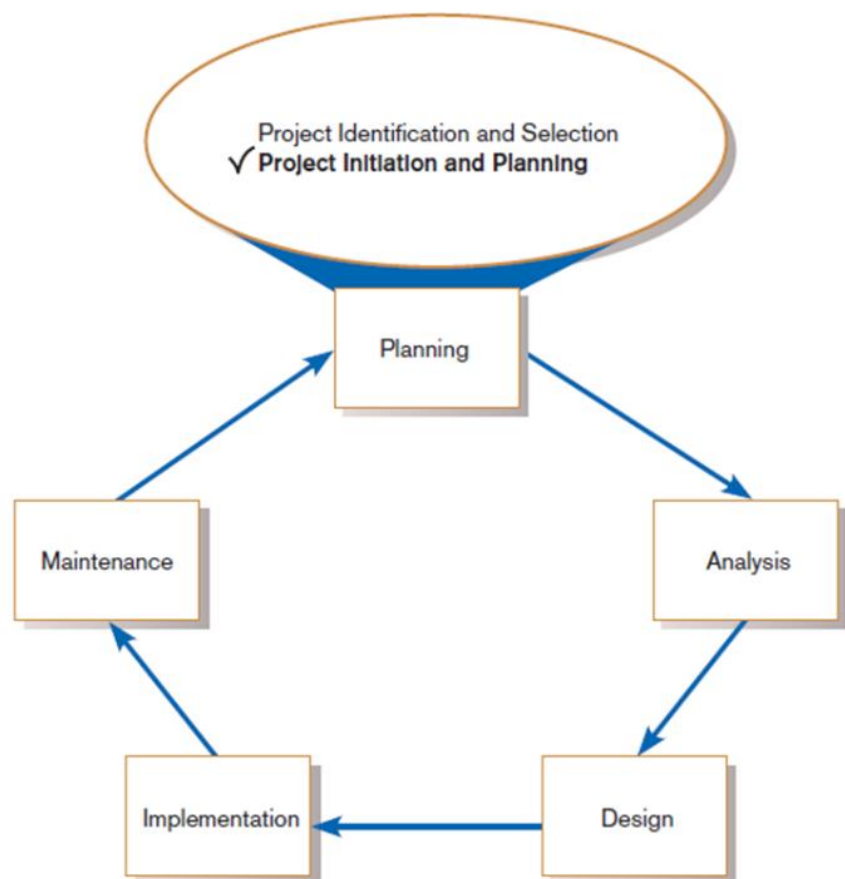 Project Identification and Selection
✓Project Initiation and Planning
Planning
Maintenance
Analysis
Implementation
Design